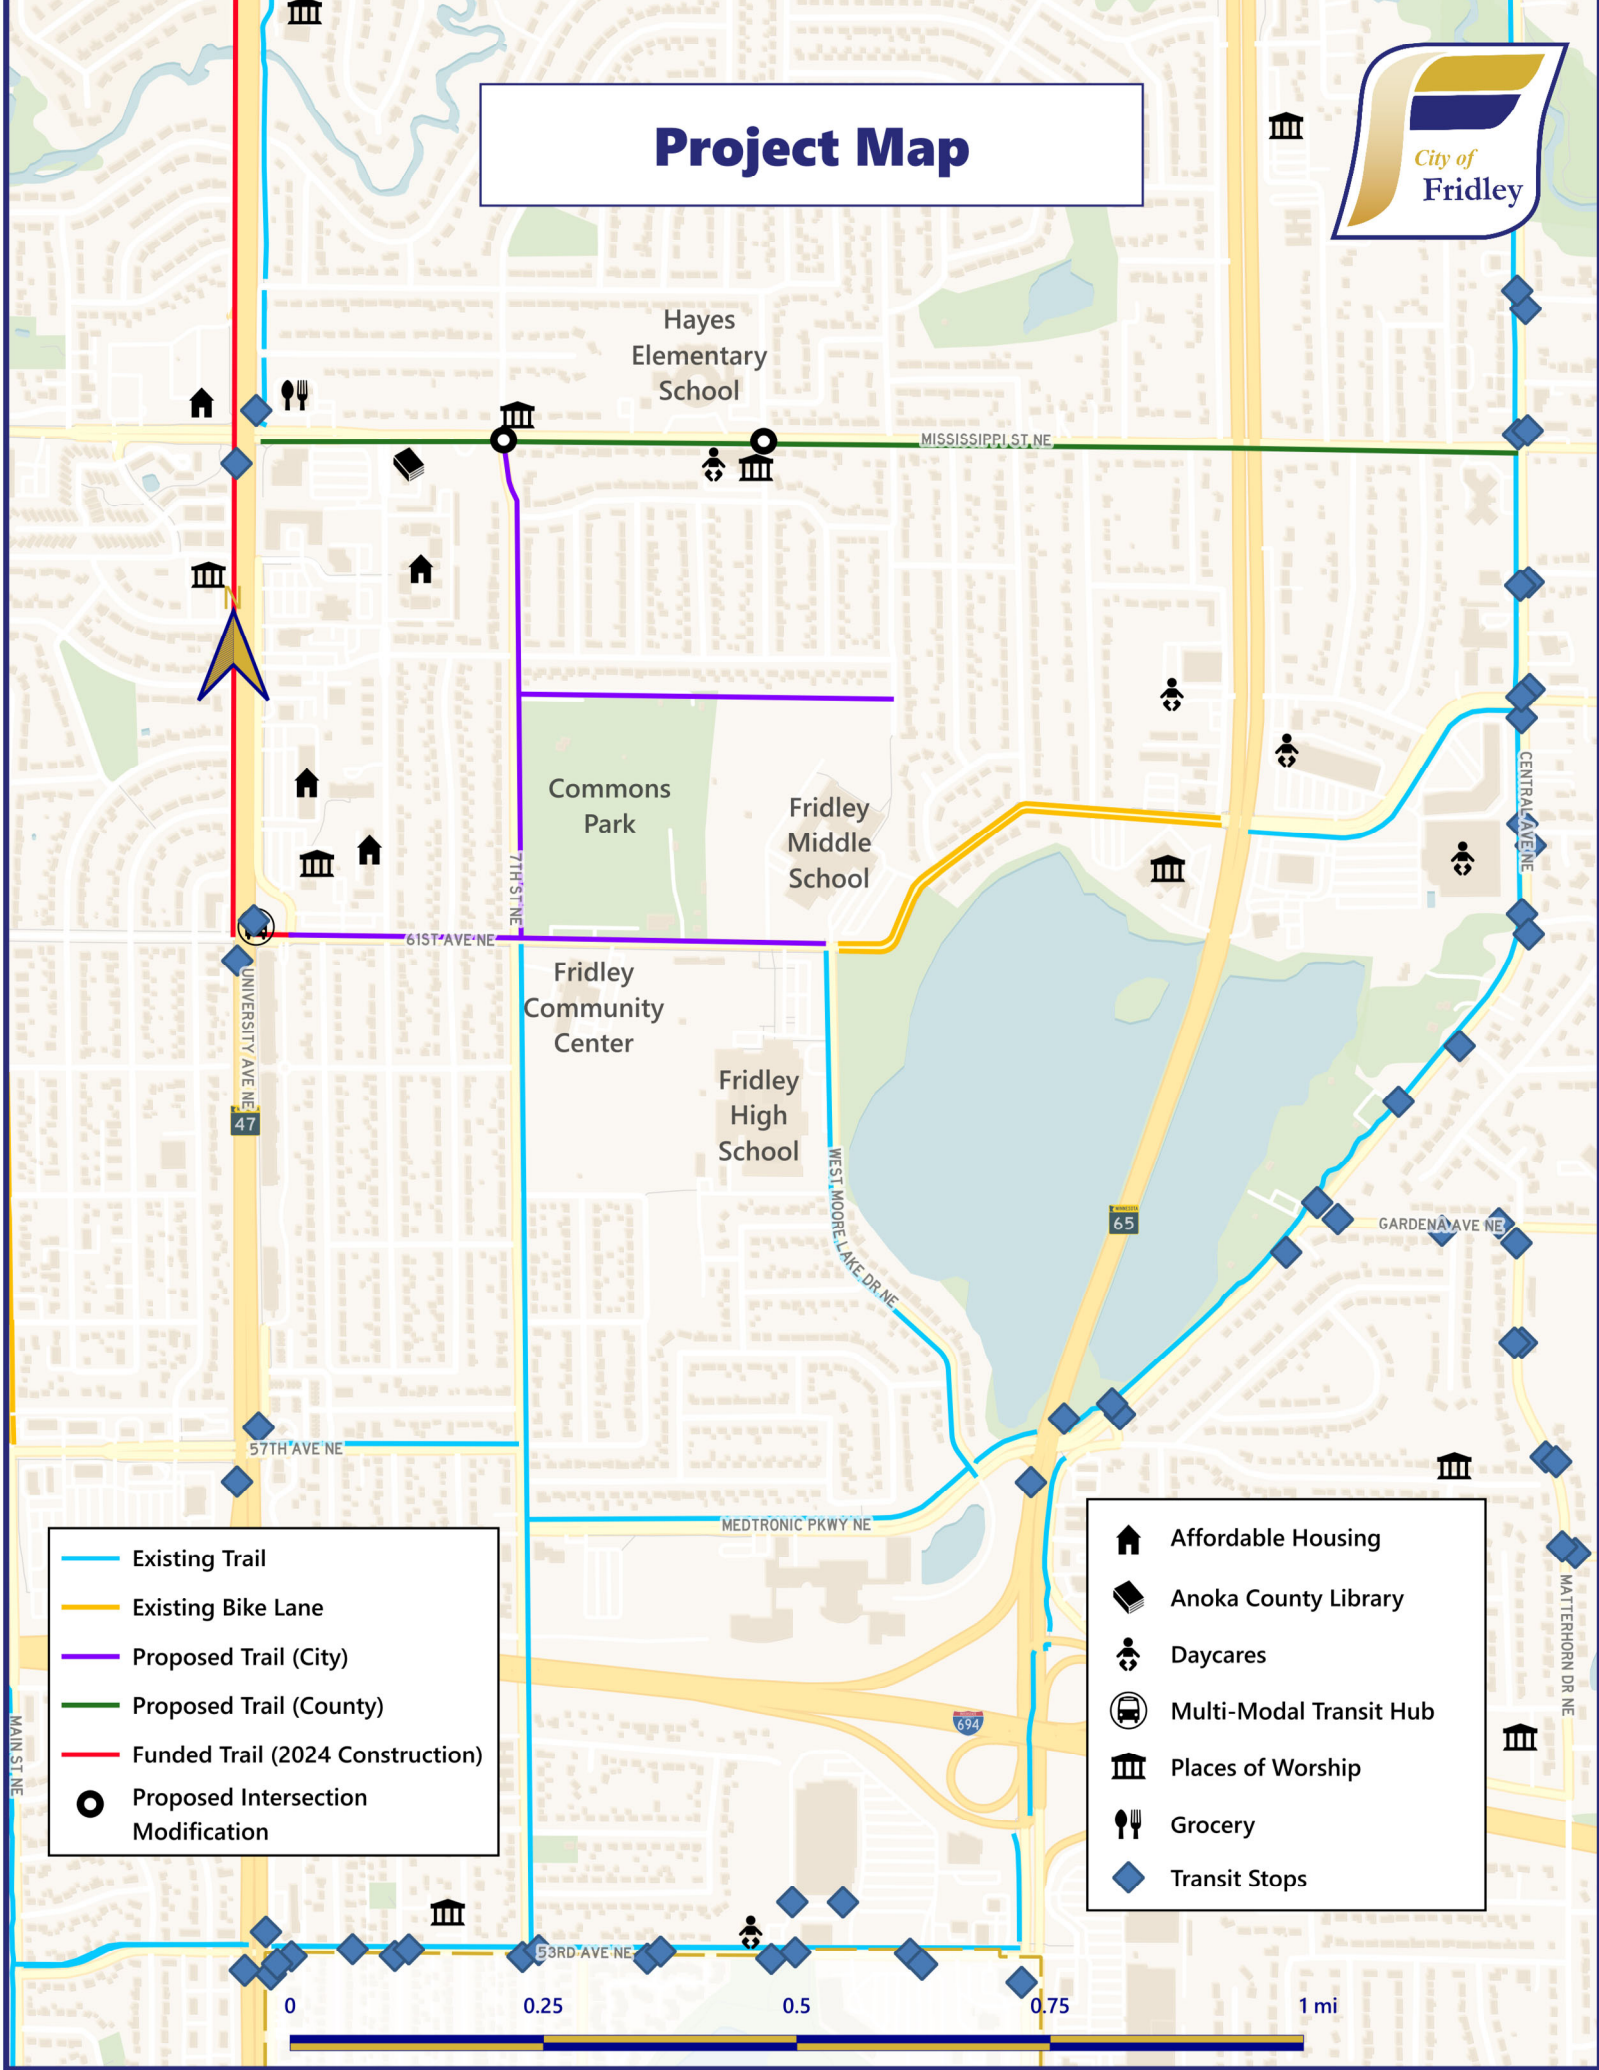 Project Map
City of
Fridley
Hayes
Elementary
School
MISSISSIPPI ST NE
N
Commons
Park
Fridley
Middle
School
7TH ST NE
CENTRAL AVE NE
61ST AVE NE
Fridley
Community
Center
UNIVERSITY AVE NE
47
Fridley
High
School
WEST MOORE LAKE DR NE
MINNESOTA
65
GARDENA AVE NE
57TH AVE NE
MEDTRONIC PKWY NE
MATTERHORN DR NE
694
MAIN ST NE
Existing Trail
Existing Bike Lane
Proposed Trail (City)
Proposed Trail (County)
Funded Trail (2024 Construction)
Proposed Intersection
Modification
Affordable Housing
Anoka County Library
Daycares
Multi-Modal Transit Hub
Places of Worship
Grocery
Transit Stops
53RD AVE NE
0 0.25 0.5 0.75 1 mi